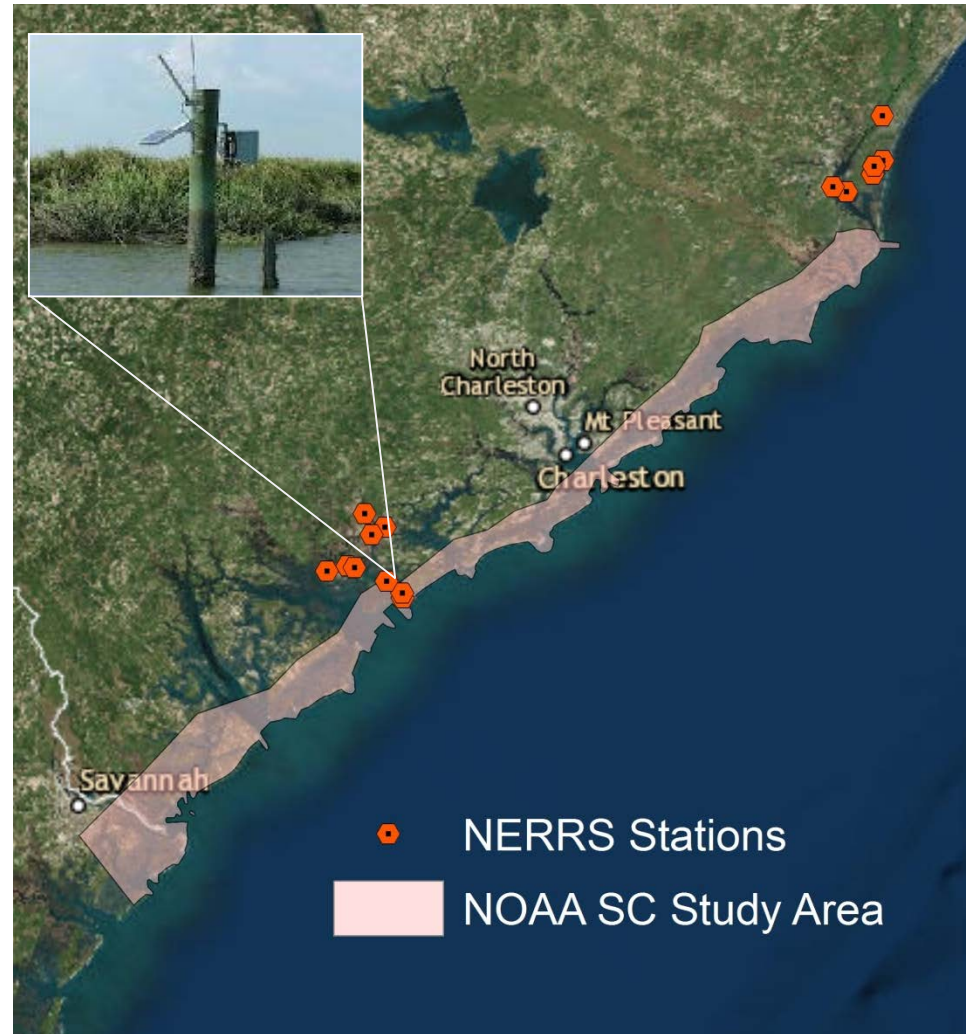 North
Charleston
Mt Pleasant
Charleston
Savannah
NERRS Stations
NOAA SC Study Area